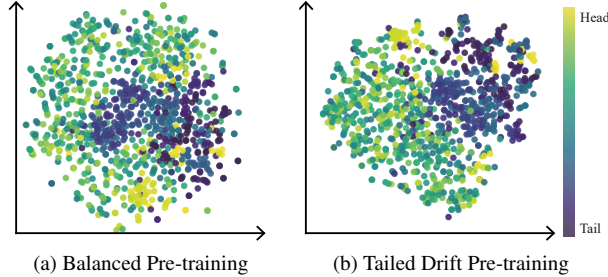 Head
Tail
(a) Balanced Pre-training
(b) Tailed Drift Pre-training